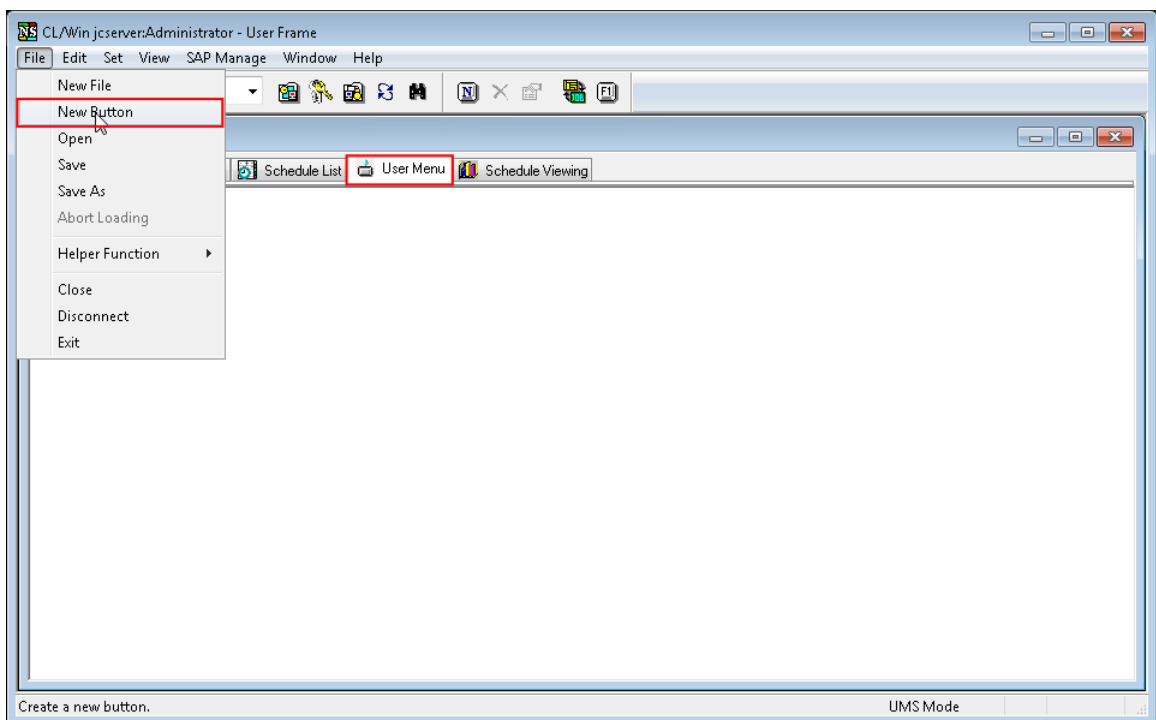 CL/Win jcserver:Administrator - User Frame
File Edit Set View SAP Manage Window Help
New File
New Button
Open
Save
Save As
Abort Loading
Helper Function
Close
Disconnect
Exit
Schedule List User Menu Schedule Viewing
Create a new button. UMS Mode